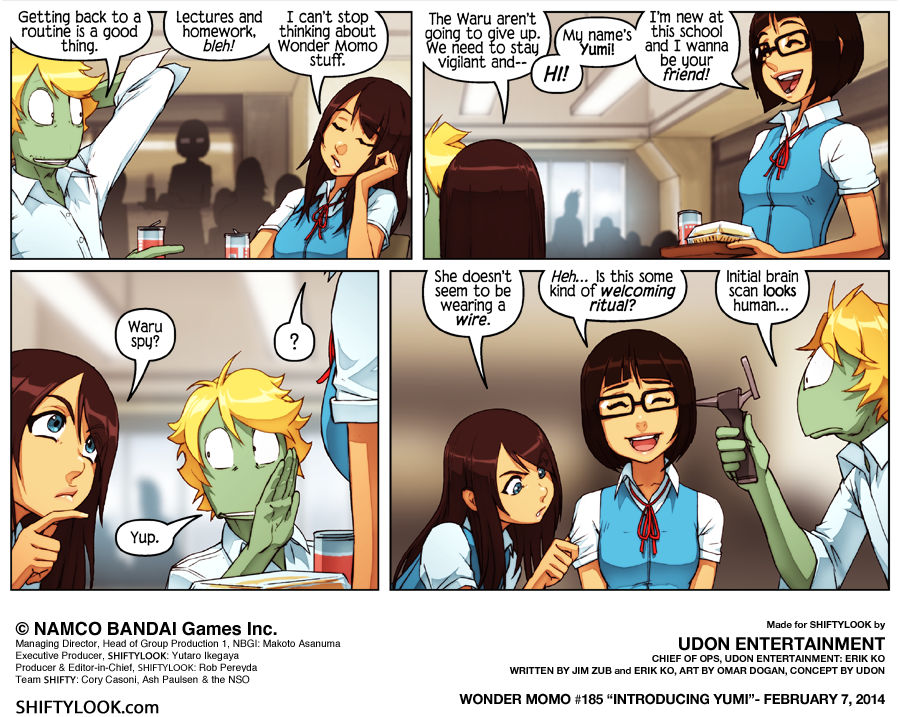 Getting back to a
routine is a good
thing.
Lectures and
homework,
bleh!
I can't stop
thinking about
Wonder Momo
stuff.
The Waru aren't
going to give up.
We need to stay
vigilant and--
HI!
My name's
Yumi!
I'm new at
this school
and I wanna
be your
friend!
Waru
spy?
Yup.
?
She doesn't
seem to be
wearing a
wire.
Heh... Is this some
kind of welcoming
ritual?
Initial brain
scan looks
human...
© NAMCO BANDAI Games Inc.
Managing Director, Head of Group Production 1, NBGI: Makoto Asanuma
Executive Producer, SHIFTYLOOK: Yutaro Ikegaya
Producer & Editor-in-Chief, SHIFTYLOOK: Rob Pereyda
Team SHIFTY: Cory Casoni, Ash Paulsen & the NSO
SHIFTYLOOK.com
Made for SHIFTYLOOK by
UDON ENTERTAINMENT
CHIEF OF OPS, UDON ENTERTAINMENT: ERIK KO
WRITTEN BY JIM ZUB and ERIK KO, ART BY OMAR DOGAN, CONCEPT BY UDON
WONDER MOMO #185 “INTRODUCING YUMI”- FEBRUARY 7, 2014